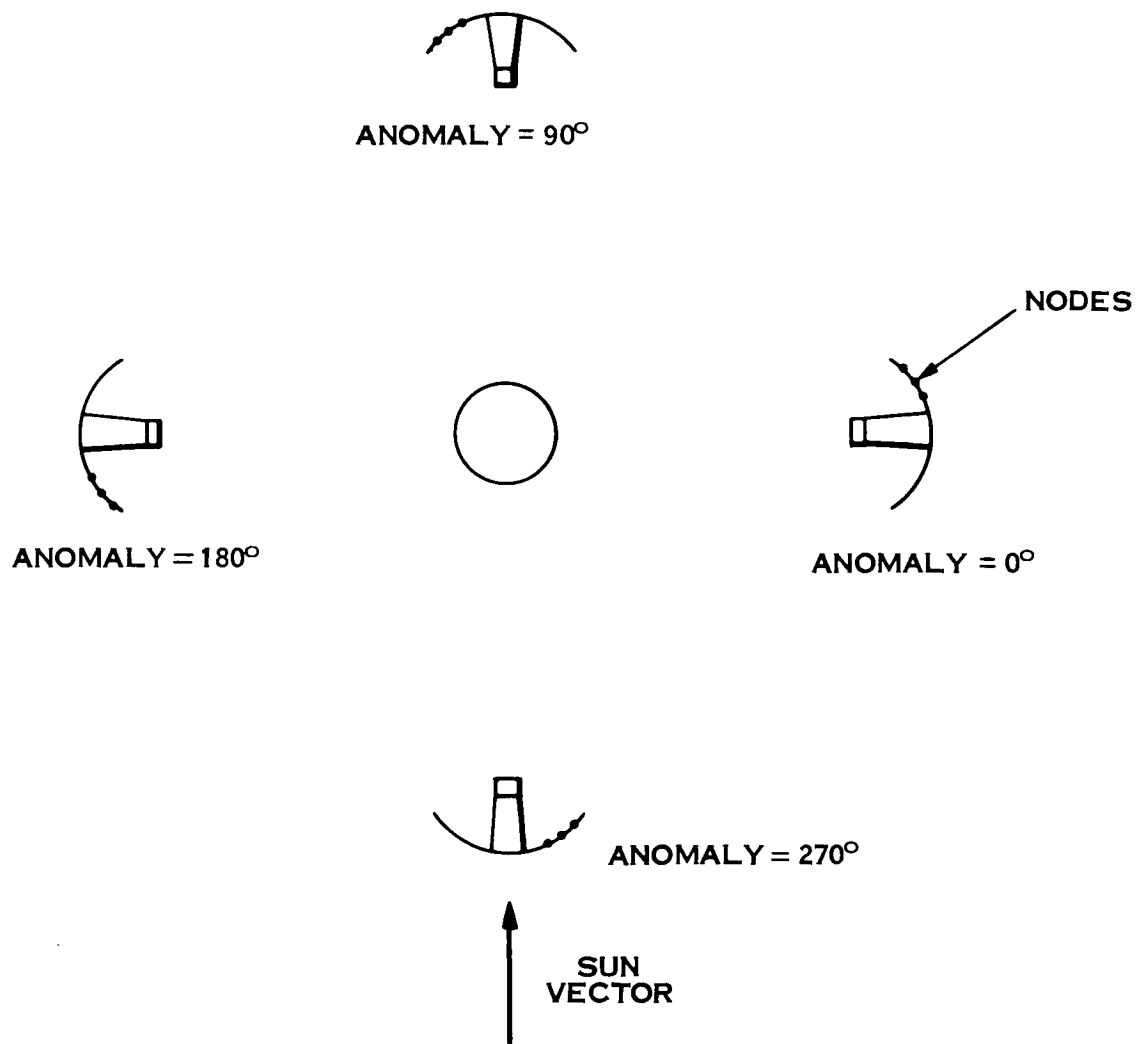 ANOMALY = 90°
NODES
ANOMALY = 180°
ANOMALY = 0°
ANOMALY = 270°
SUN
VECTOR